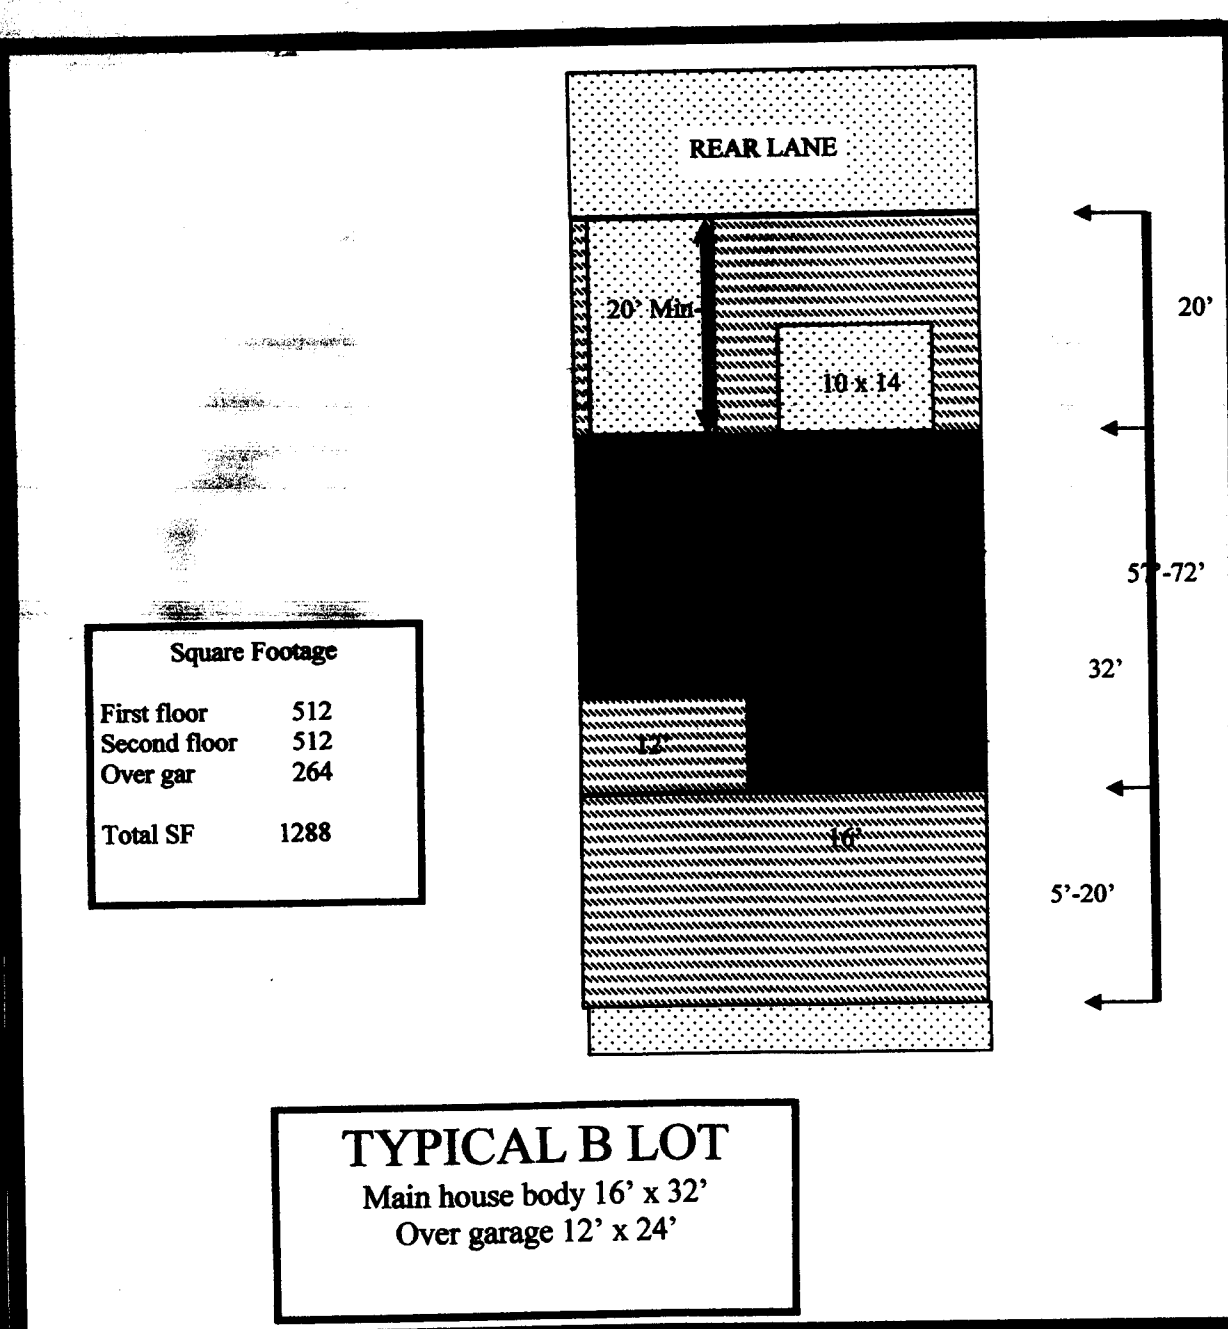 REAR LANE
20' Min-
20'
10 x 14
57'-72'
Square Footage
32'
First floor 512
Second floor 512
12'
Over gar 264
Total SF 1288
16'
5'-20'
TYPICAL B LOT
Main house body 16' x 32'
Over garage 12' x 24'